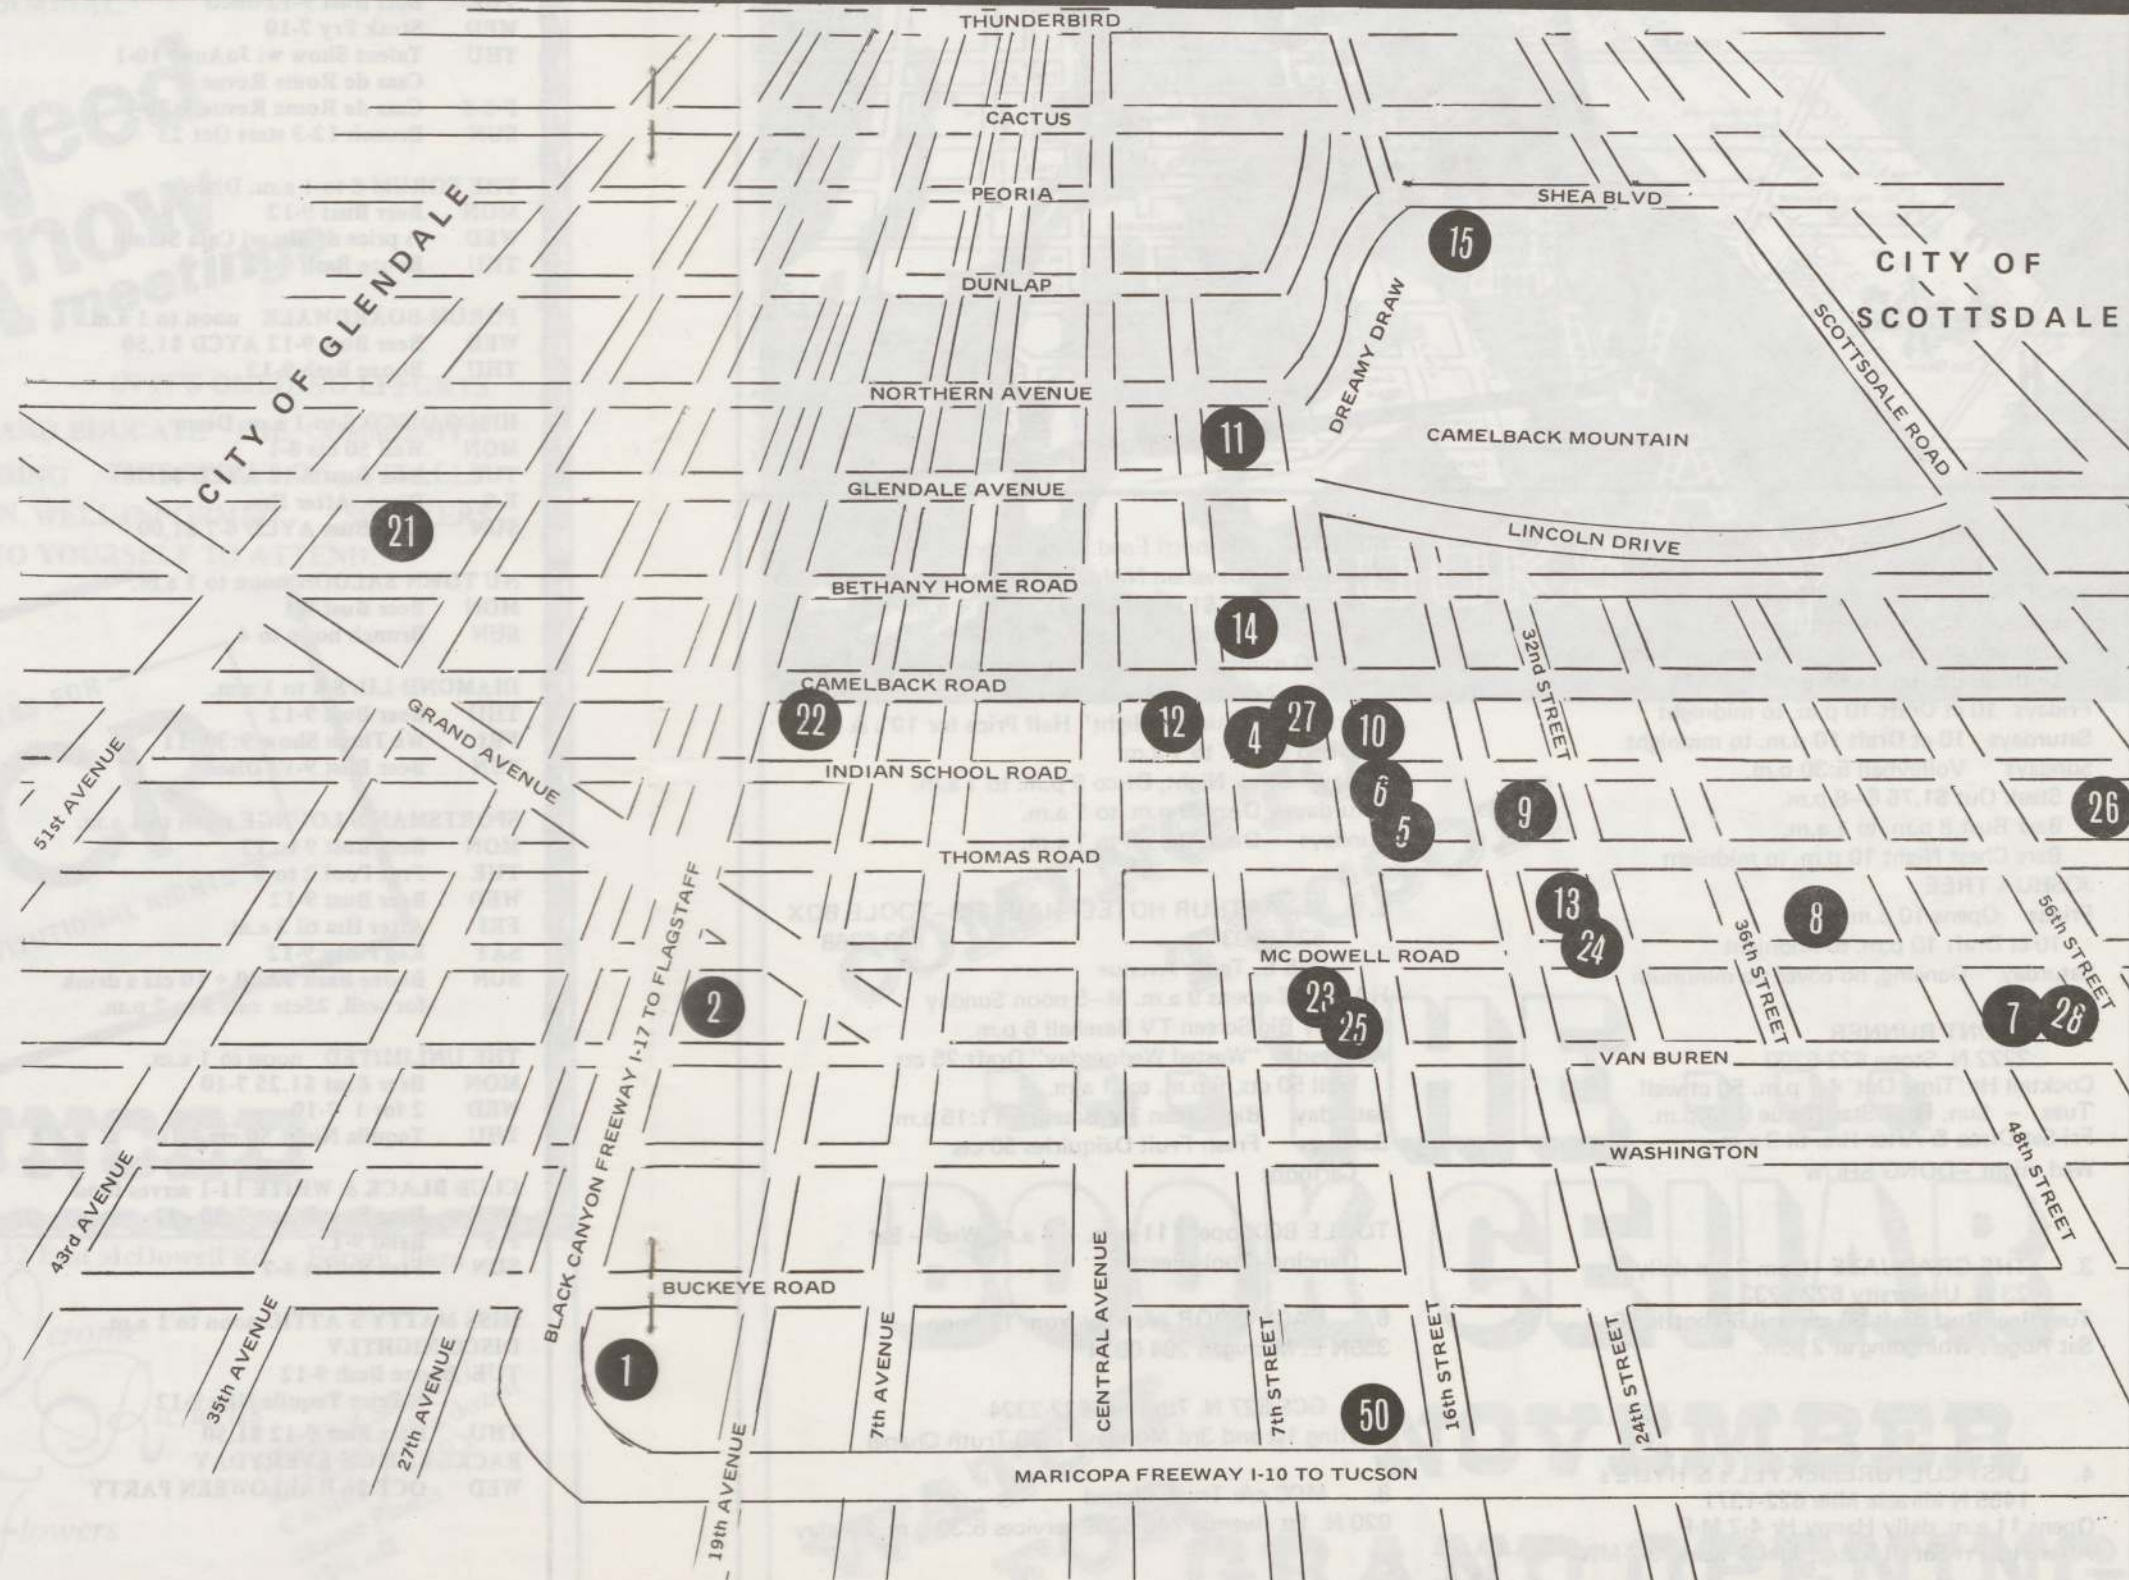 THUNDERBIRD
CACTUS
PEORIA
SHEA BLVD
15
CITY OF GLENDALE
DUNLAP
CITY OF
SCOTTSDALE
DREAMY DRAW
SCOTTSDALE ROAD
NORTHERN AVENUE
11
CAMELBACK MOUNTAIN
GLENDALE AVENUE
21
LINCOLN DRIVE
BETHANY HOME ROAD
14
32nd STREET
CAMELBACK ROAD
GRAND AVENUE
22
12
4
27
10
51st AVENUE
INDIAN SCHOOL ROAD
6
5
9
26
THOMAS ROAD
13
24
8
36th STREET
56th STREET
MC DOWELL ROAD
BLACK CANYON FREEWAY I-17 TO FLAGSTAFF
2
23
25
7
28
VAN BUREN
WASHINGTON
48th STREET
43rd AVENUE
BUCKEYE ROAD
35th AVENUE
27th AVENUE
1
19th AVENUE
7th AVENUE
CENTRAL AVENUE
7th STREET
50
16th STREET
24th STREET
MARICOPA FREEWAY I-10 TO TUCSON